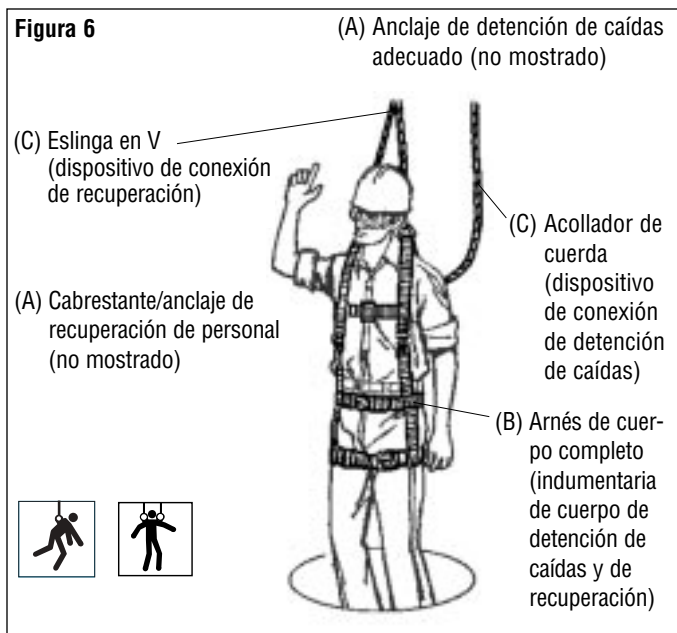 Figura 6
(A) Anclaje de detención de caídas
adecuado (no mostrado)
(C) Eslinga en V
(dispositivo de conexión
de recuperación)
(A) Cabrestante/anclaje de
recuperación de personal
(no mostrado)
(C) Acollador de
cuerda
(dispositivo
de conexión
de detención
de caídas)
(B) Arnés de cuer-
po completo
(indumentaria
de cuerpo de
detención de
caídas y de
recuperación)